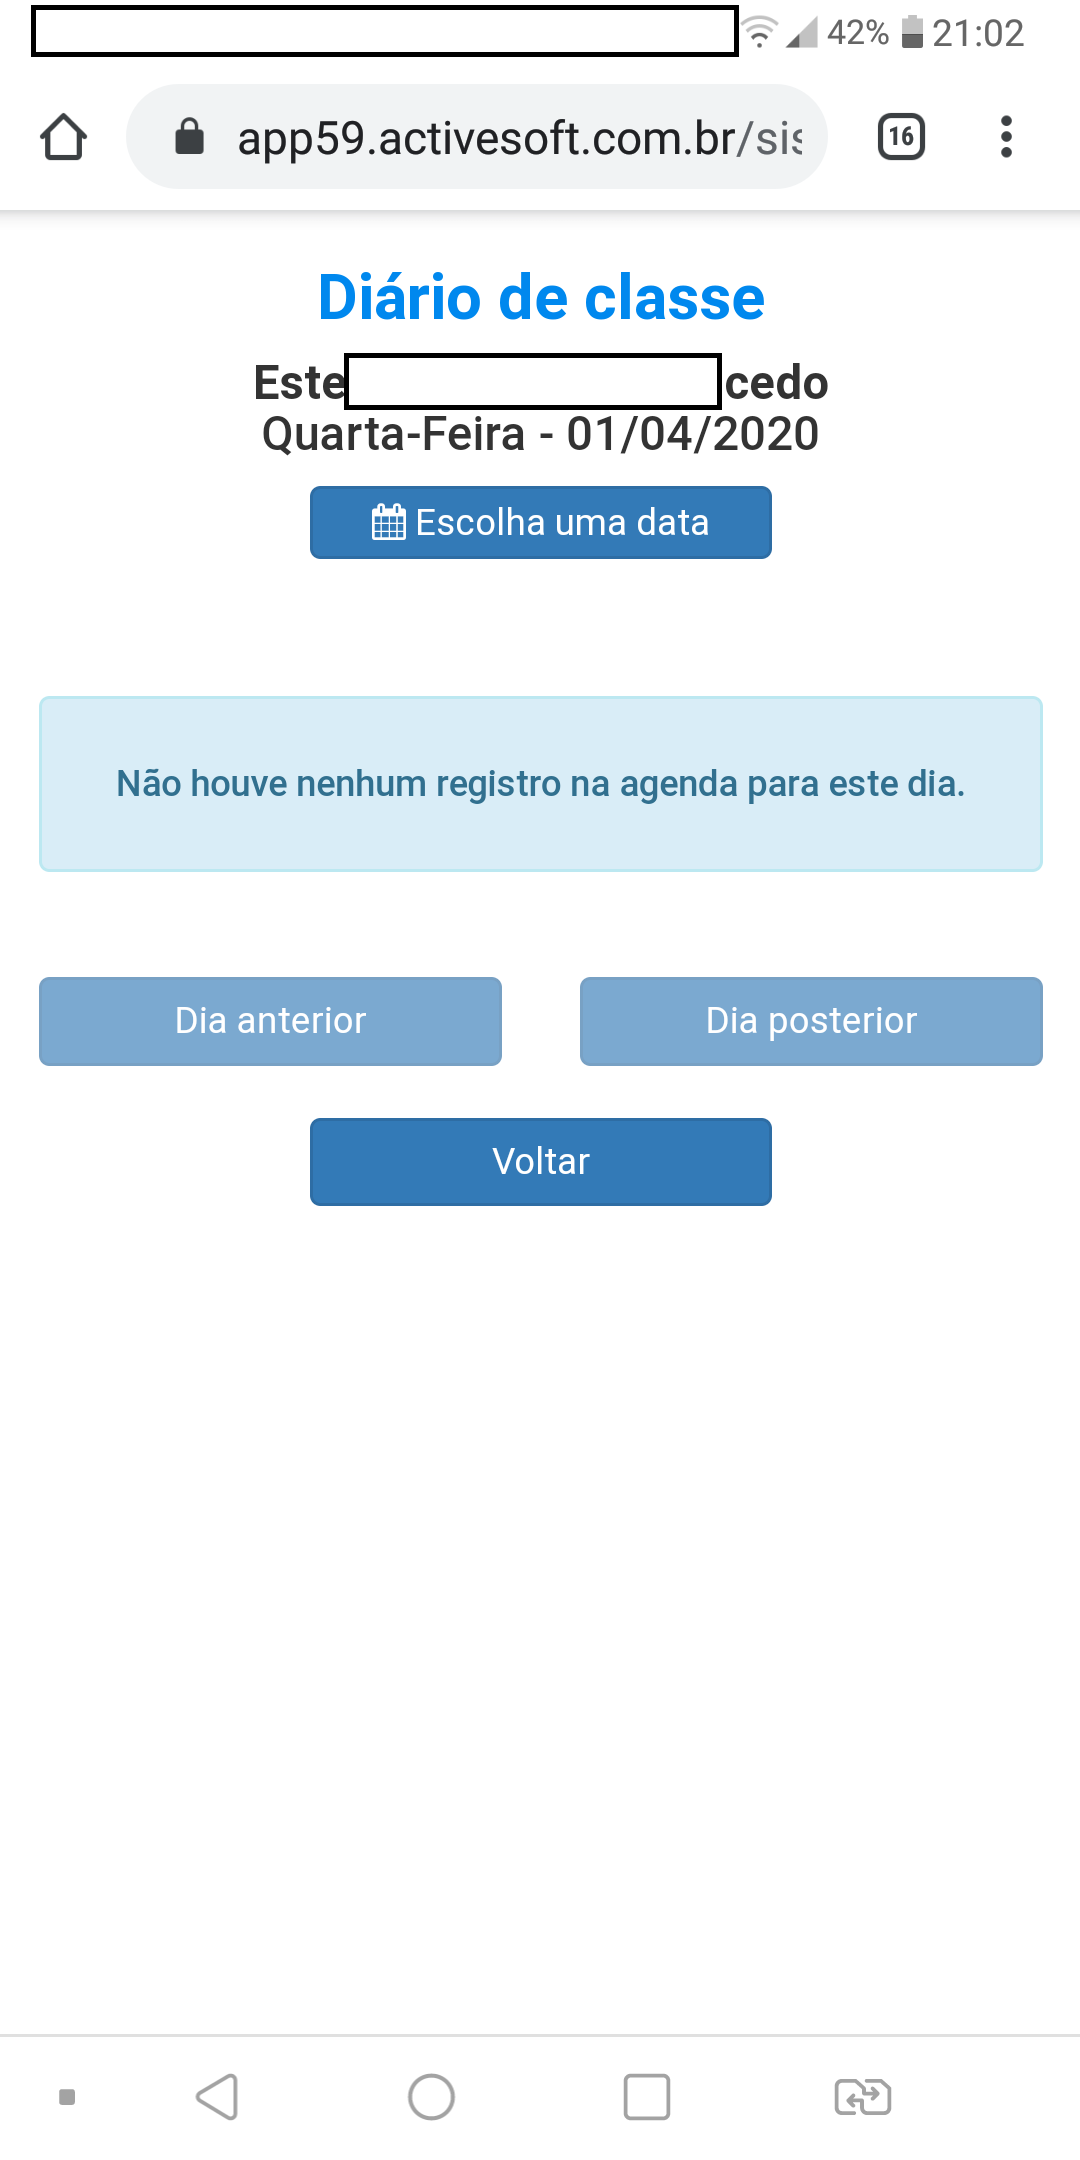 42% 21:02
app59.activesoft.com.br/sis
16
Diário de classe
Este cedo
Quarta-Feira - 01/04/2020
Escolha uma data
Não houve nenhum registro na agenda para este dia.
Dia anterior Dia posterior
Voltar